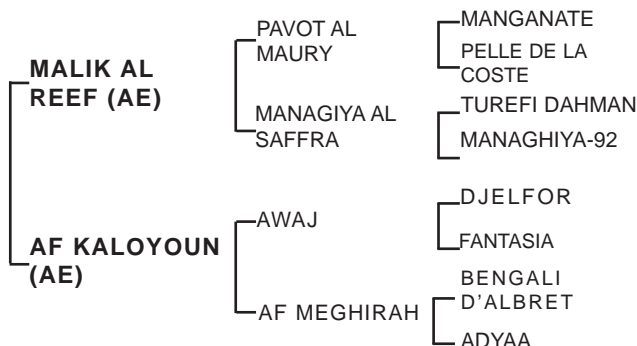 MALIK AL
REEF (AE)
PAVOT AL
MAURY
MANGANATE
PELLE DE LA
COSTE
MANAGIYA AL
SAFFRA
TUREFI DAHMAN
MANAGHIYA-92
AF KALOYOUN
(AE)
AWAJ
DJELFOR
FANTASIA
AF MEGHIRAH
BENGALI
D'ALBRET
ADYAA